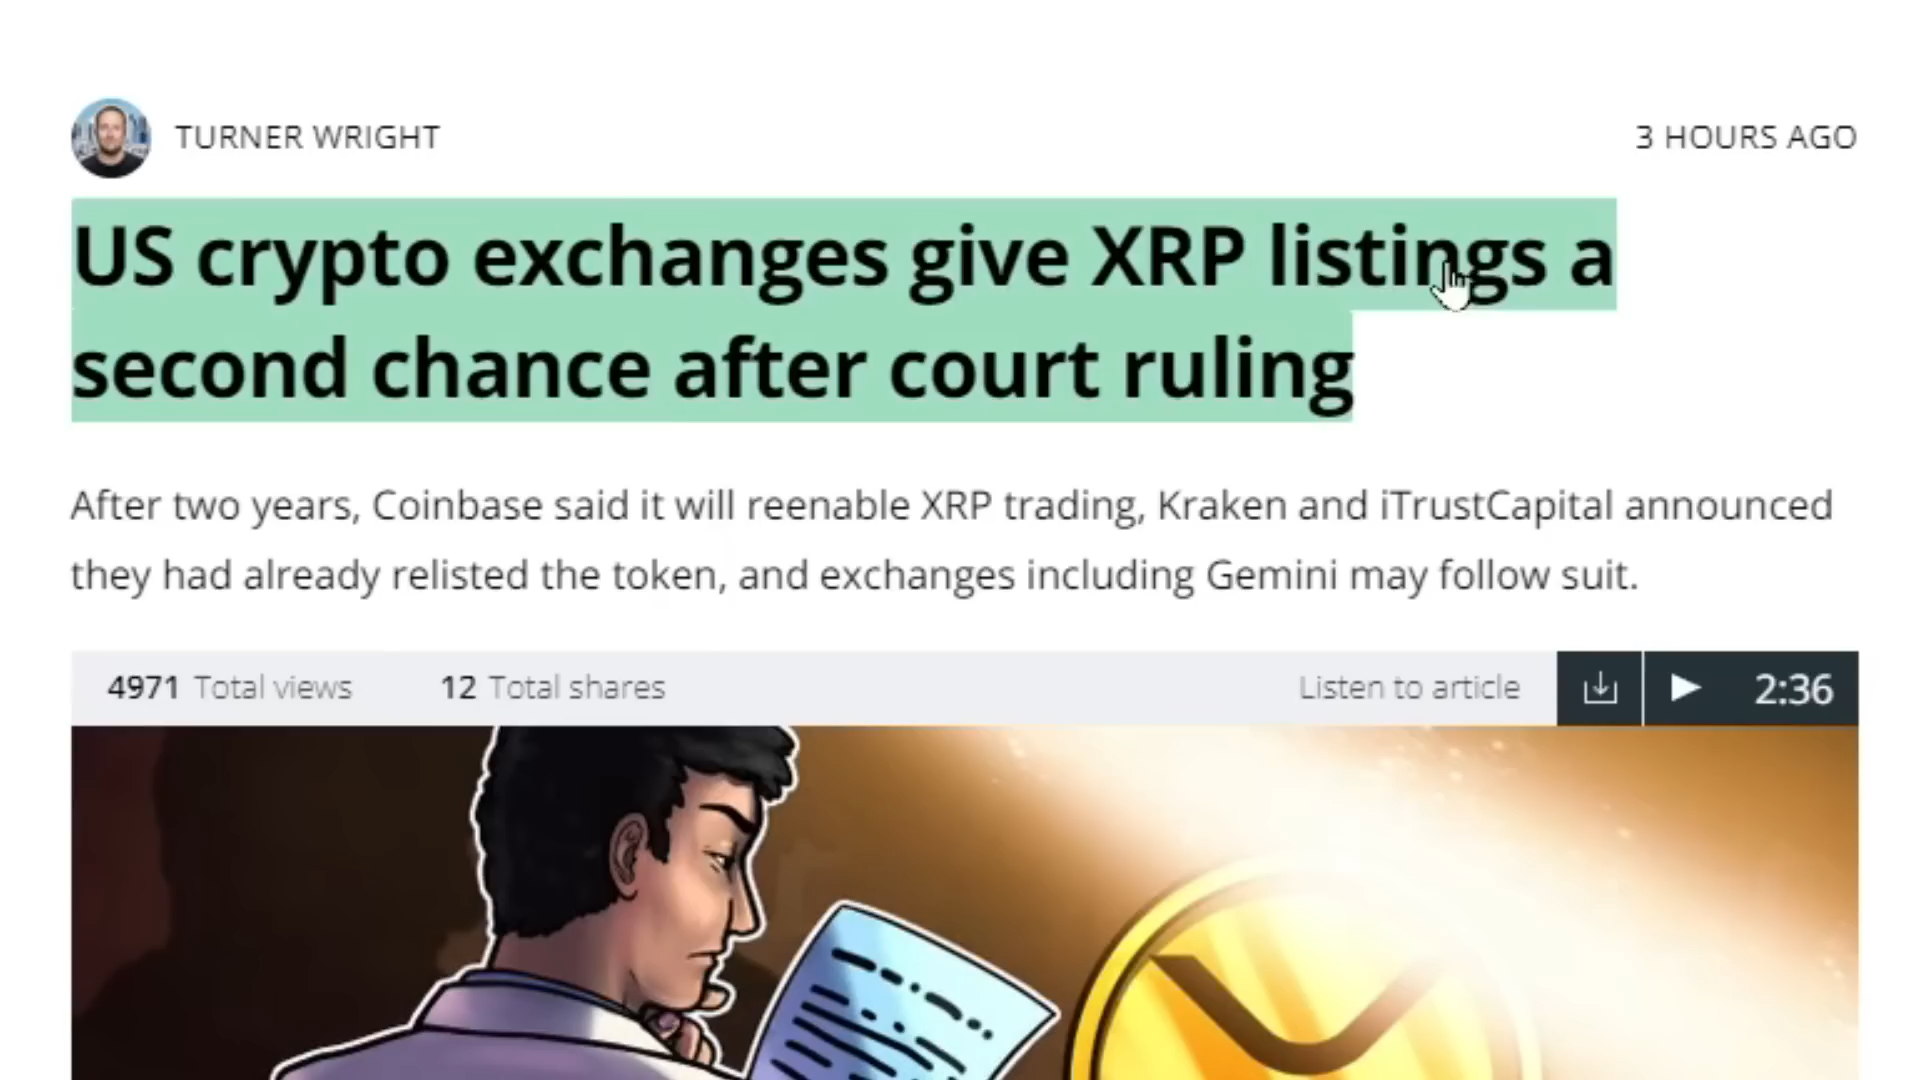 TURNER WRIGHT
3 HOURS AGO
US crypto exchanges give XRP listings a
second chance after court ruling
After two years, Coinbase said it will reenable XRP trading, Kraken and iTrustCapital announced
they had already relisted the token, and exchanges including Gemini may follow suit.
4971 Total views 12 Total shares Listen to article 2:36